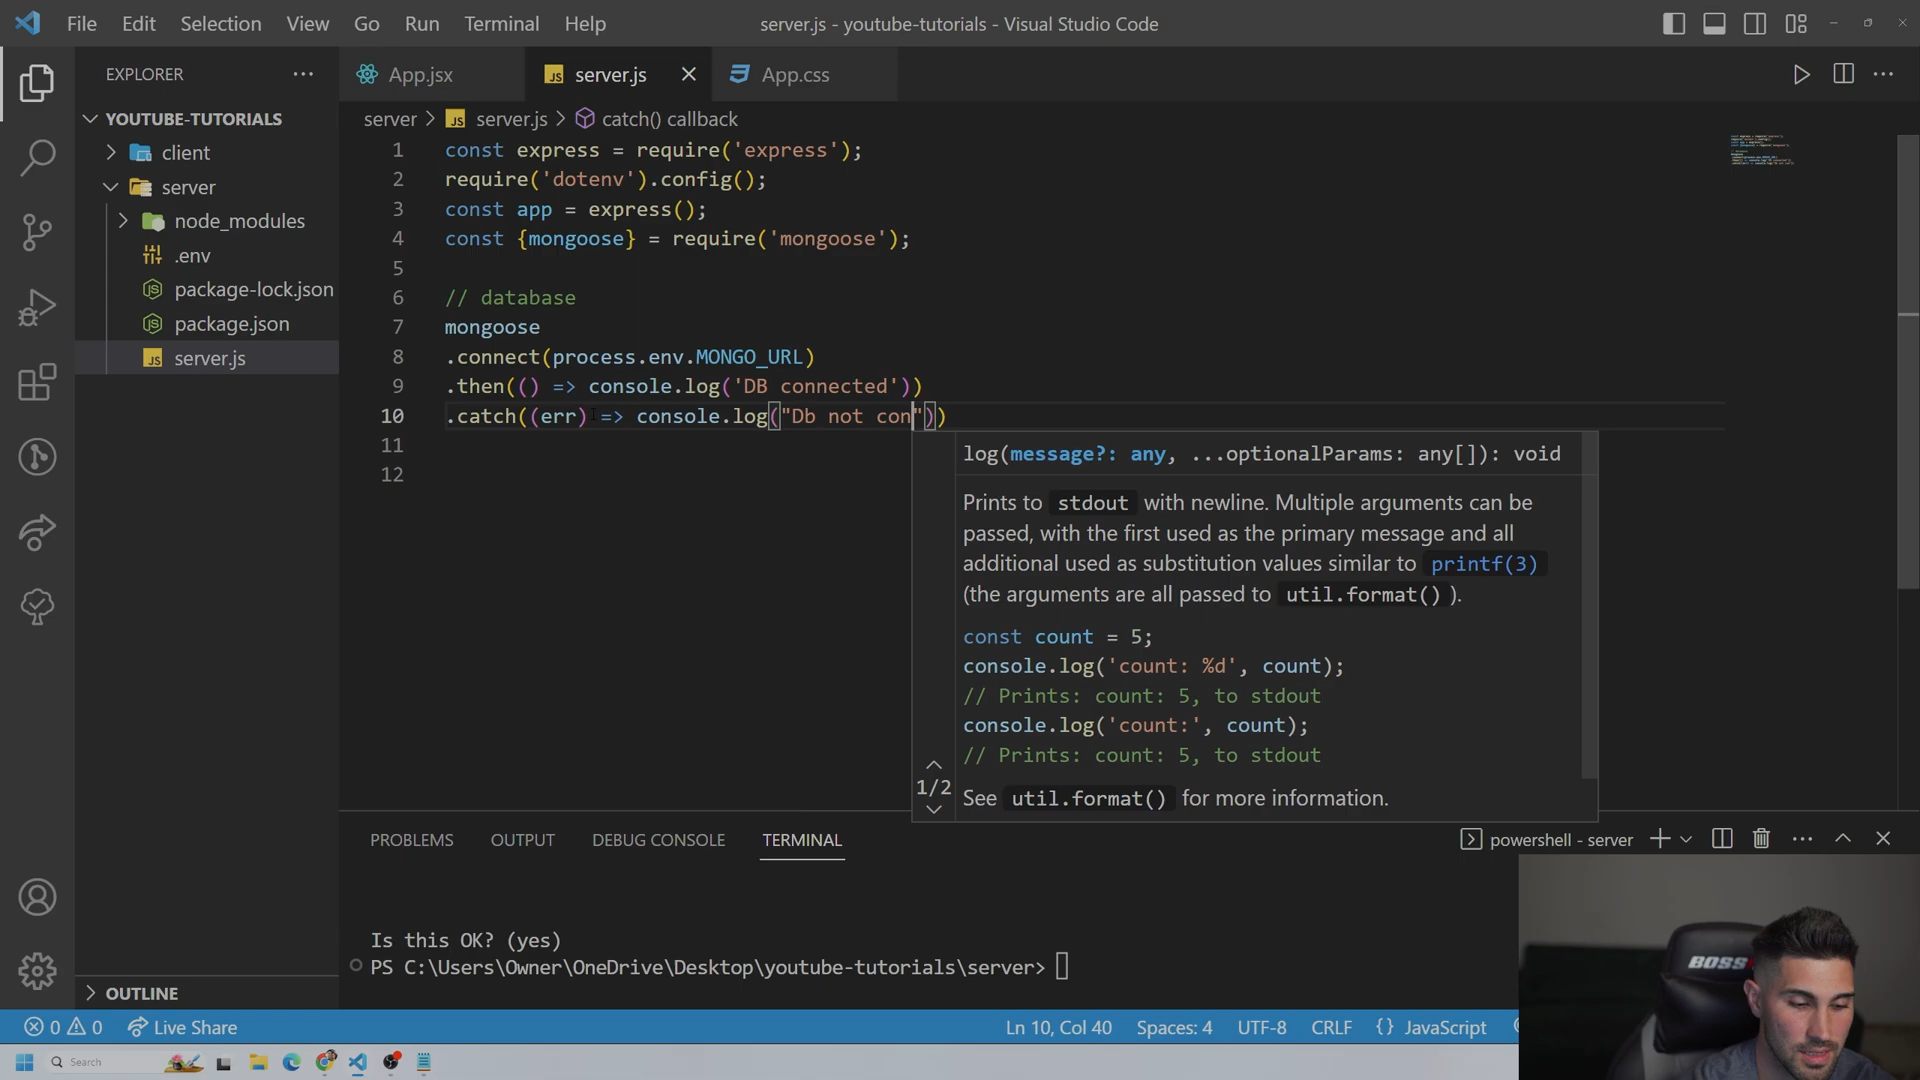 File Edit Selection View Go Run Terminal Help
server.js - youtube-tutorials - Visual Studio Code
EXPLORER
App.jsx
server.js
App.css
YOUTUBE-TUTORIALS
client
server
node_modules
.env
package-lock.json
package.json
server.js
OUTLINE
server > server.js > catch() callback
1 const express = require('express');
2 require('dotenv').config();
3 const app = express();
4 const {mongoose} = require('mongoose');
5
6 // database
7 mongoose
8 .connect(process.env.MONGO_URL)
9 .then(() => console.log('DB connected'))
10 .catch((err) => console.log("Db not con"))
11
12
log(message?: any, ...optionalParams: any[]): void
Prints to stdout with newline. Multiple arguments can be
passed, with the first used as the primary message and all
additional used as substitution values similar to printf(3)
(the arguments are all passed to util.format() ).
const count = 5;
console.log('count: %d', count);
// Prints: count: 5, to stdout
console.log('count:', count);
// Prints: count: 5, to stdout
1/2
See util.format() for more information.
PROBLEMS OUTPUT DEBUG CONSOLE TERMINAL
powershell - server
Is this OK? (yes)
PS C:\Users\Owner\OneDrive\Desktop\youtube-tutorials\server>
BOSS
0 0 Live Share
Ln 10, Col 40 Spaces: 4 UTF-8 CRLF {} JavaScript
Search